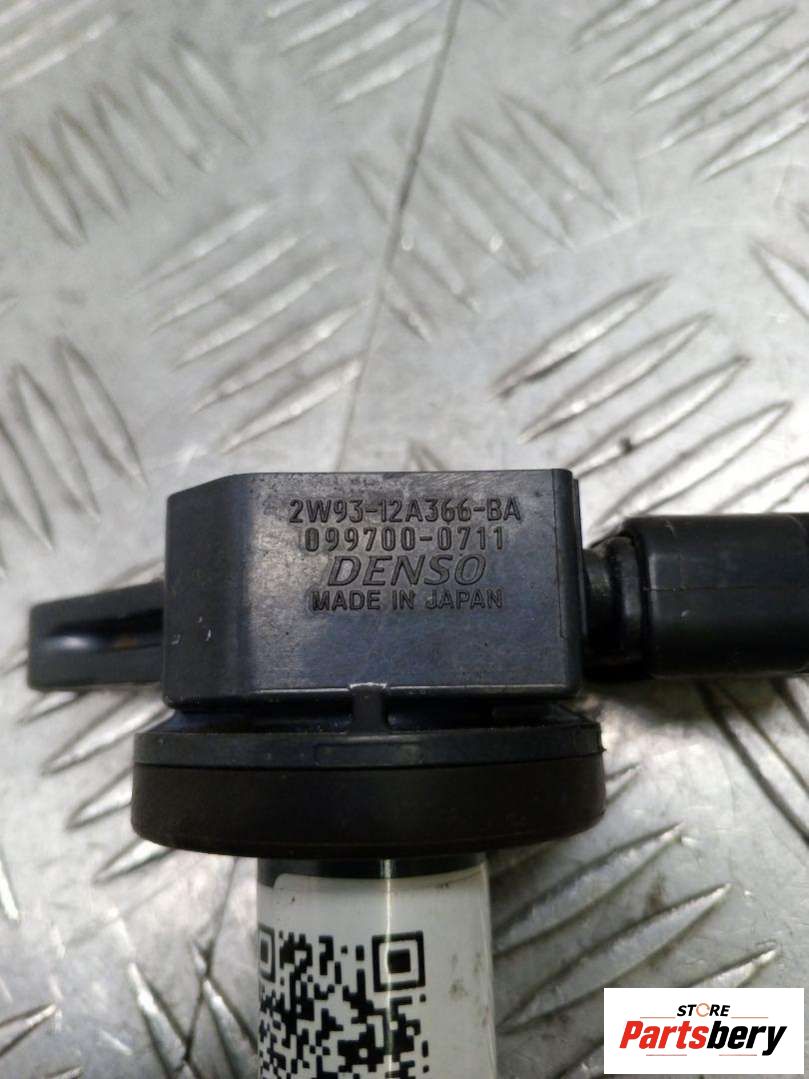 2W93-12A366-BA
099700-0711
DENSO
MADE IN JAPAN
STORE
Partsbery